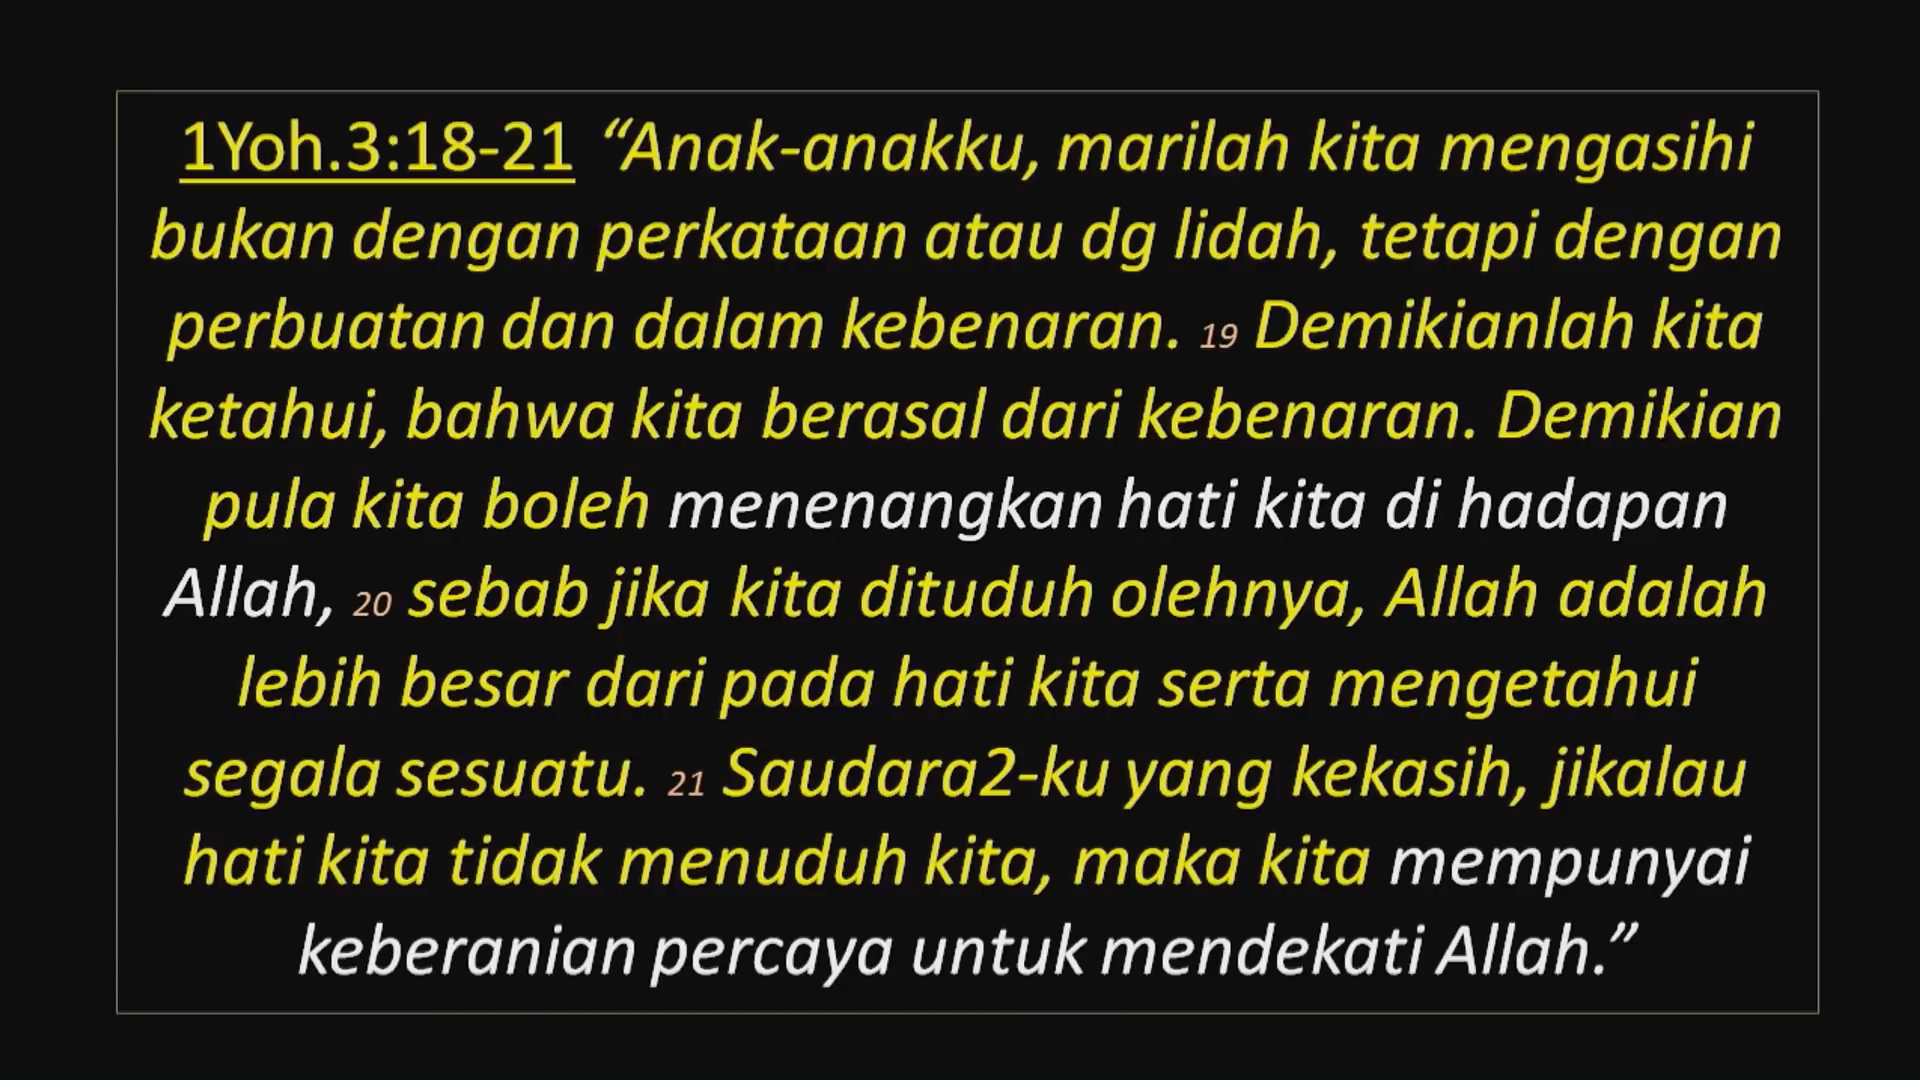 1Yoh.3:18-21 “Anak-anakku, marilah kita mengasihi
bukan dengan perkataan atau dg lidah, tetapi dengan
perbuatan dan dalam kebenaran. 19 Demikianlah kita
ketahui, bahwa kita berasal dari kebenaran. Demikian
pula kita boleh menenangkan hati kita di hadapan
Allah, 20 sebab jika kita dituduh olehnya, Allah adalah
lebih besar dari pada hati kita serta mengetahui
segala sesuatu. 21 Saudara2-ku yang kekasih, jikalau
hati kita tidak menuduh kita, maka kita mempunyai
keberanian percaya untuk mendekati Allah.”